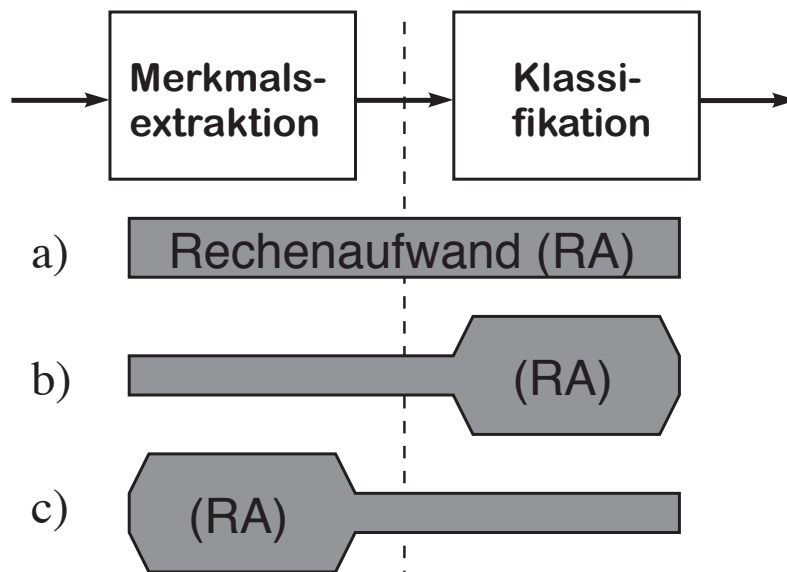 Merkmals-
extraktion
Klassi-
fikation
a) Rechenaufwand (RA)
b) (RA)
c) (RA)